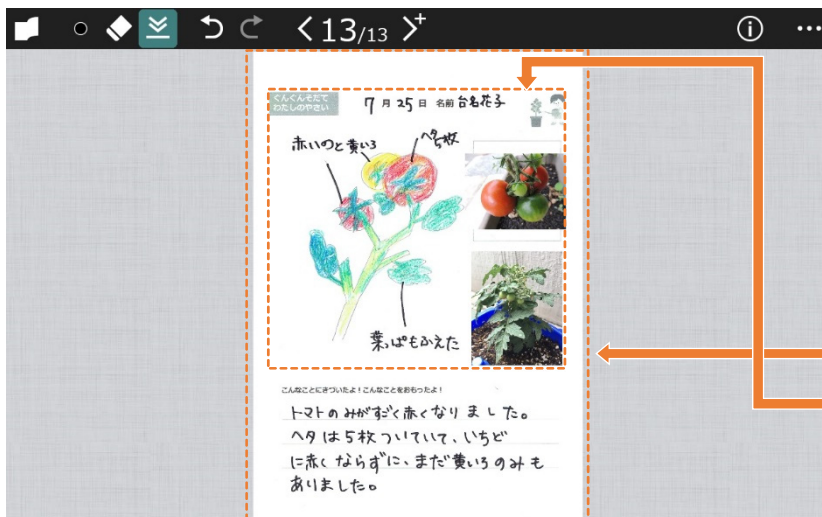 13/13
ぐんぐんそだて
わたしのやさい
7月25日 名前 台名花子
赤いのと黄いろ
ヘタ5枚
葉っぱもふえた
こんなことにきづいたよ！こんなことをおもったよ！
トマトのみがすごく赤くなりました。
ヘタは5枚ついていて、いちど
に赤くならずに、まだ黄いろのみも
ありました。